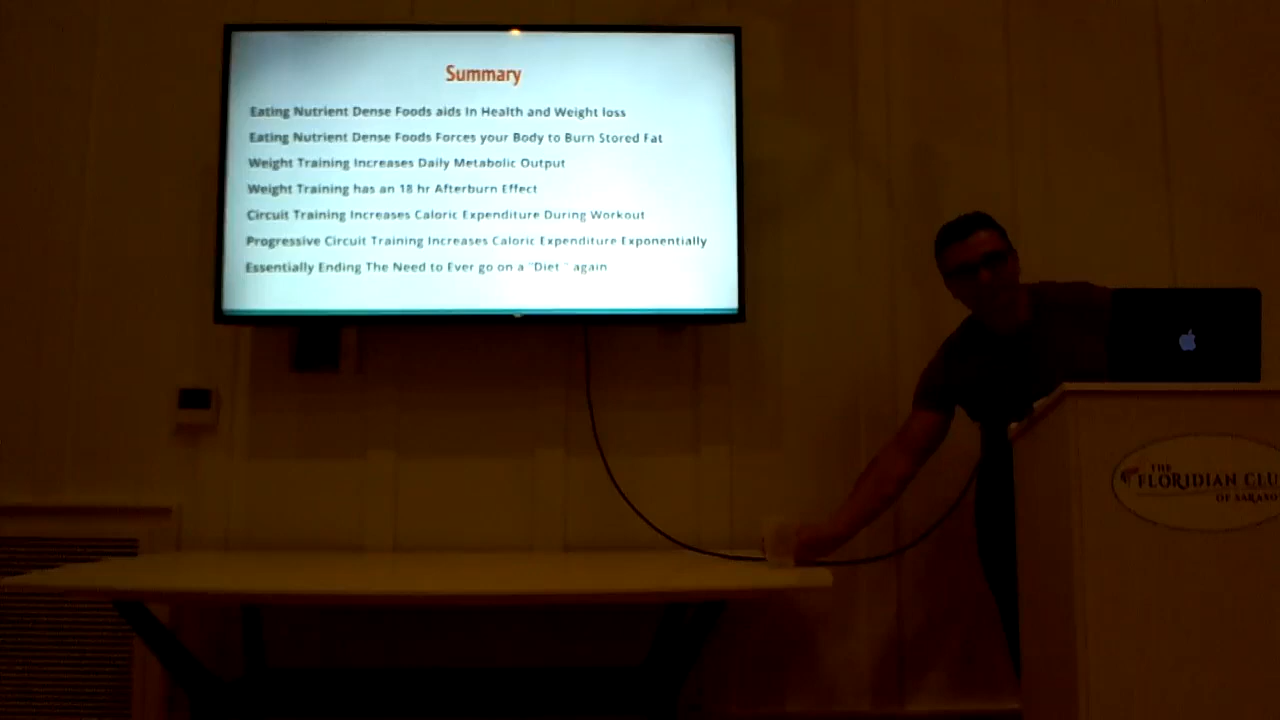 Summary
Eating Nutrient Dense Foods aids In Health and Weight loss
Eating Nutrient Dense Foods Forces your Body to Burn Stored Fat
Weight Training Increases Daily Metabolic Output
Weight Training has an 18 hr Afterburn Effect
Circuit Training Increases Caloric Expenditure During Workout
Progressive Circuit Training Increases Caloric Expenditure Exponentially
Essentially Ending The Need to Ever go on a "Diet " again
THE
FLORIDIAN CLU
OF SARASO